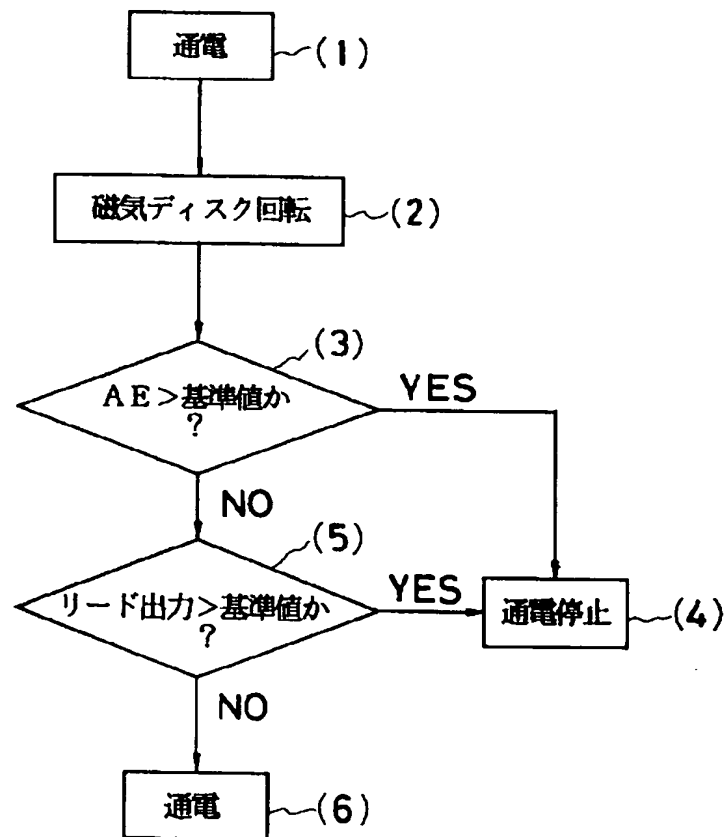 通電
(1)
磁気ディスク回転
(2)
(3)
AE>基準値か
?
YES
NO
(5)
リード出力>基準値か
?
YES
通電停止
(4)
NO
通電
(6)